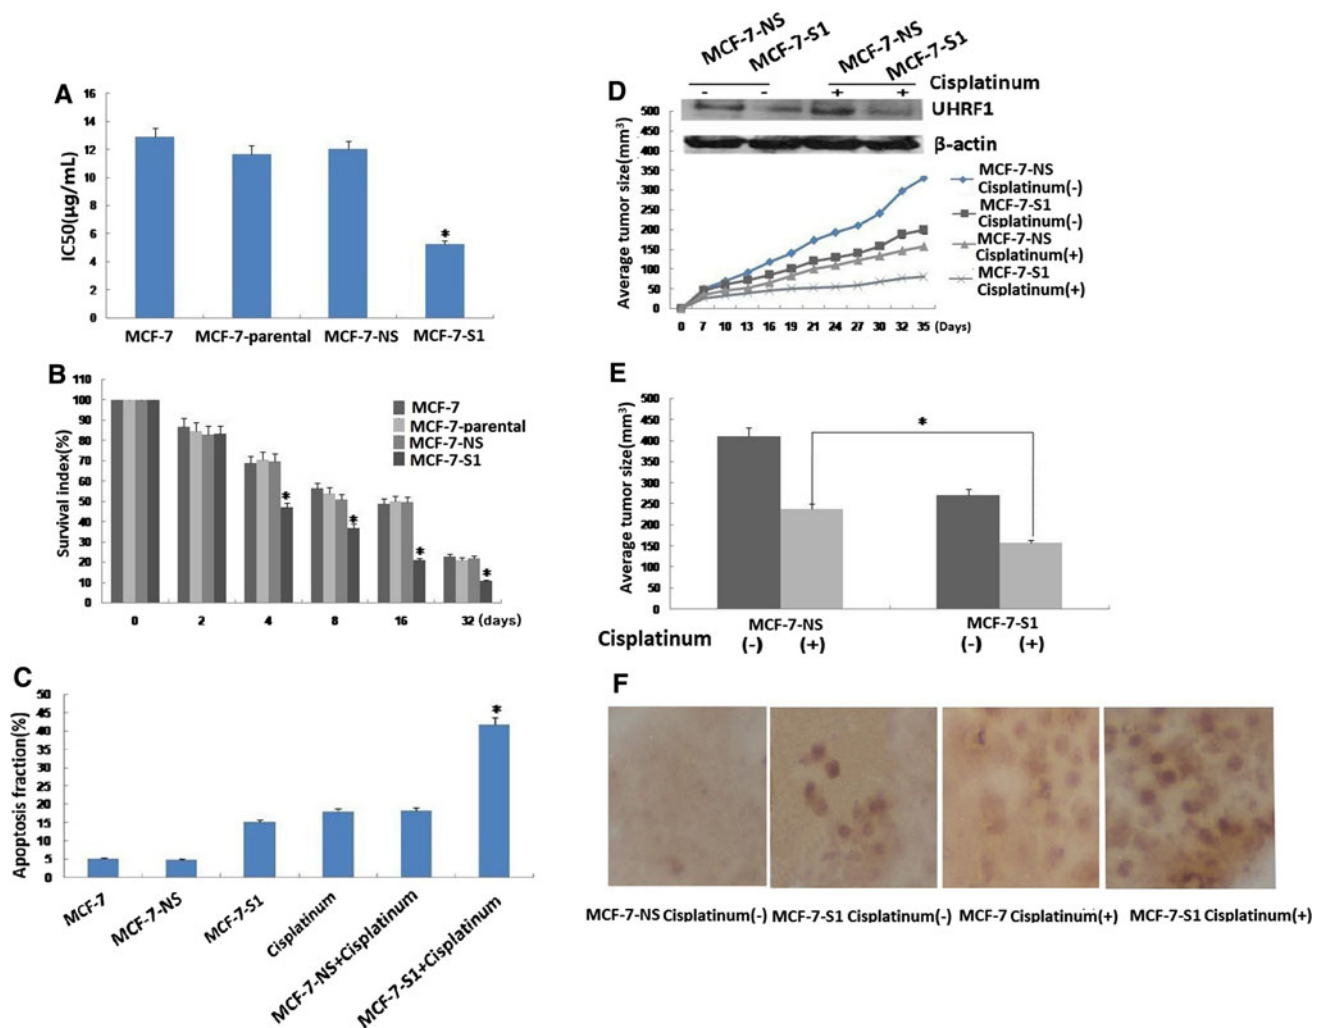 A
IC50(μg/mL)
16
14
12
10
8
6
4
2
0
*
MCF-7
MCF-7-parental
MCF-7-NS
MCF-7-S1
B
Survival index(%)
110
100
90
80
70
60
50
40
30
20
10
0
MCF-7
MCF-7-parental
MCF-7-NS
MCF-7-S1
*
*
*
*
0 2 4 8 16 32 (days)
C
Apoptosis fraction(%)
50
45
40
35
30
25
20
15
10
5
0
*
MCF-7
MCF-7-NS
MCF-7-S1
Cisplatinum
MCF-7-NS+Cisplatinum
MCF-7-S1+Cisplatinum
D
MCF-7-NS
MCF-7-S1
MCF-7-NS
MCF-7-S1
- - + + Cisplatinum
UHRF1
β-actin
Average tumor size(mm³)
500
450
400
350
300
250
200
150
100
50
0
MCF-7-NS
Cisplatinum(-)
MCF-7-S1
Cisplatinum(-)
MCF-7-NS
Cisplatinum(+)
MCF-7-S1
Cisplatinum(+)
0 7 10 13 16 19 21 24 27 30 32 35 (Days)
E
Average tumor size(mm³)
500
450
400
350
300
250
200
150
100
50
0
*
MCF-7-NS MCF-7-S1
Cisplatinum (-) (+) (-) (+)
F
MCF-7-NS Cisplatinum(-)
MCF-7-S1 Cisplatinum(-)
MCF-7 Cisplatinum(+)
MCF-7-S1 Cisplatinum(+)